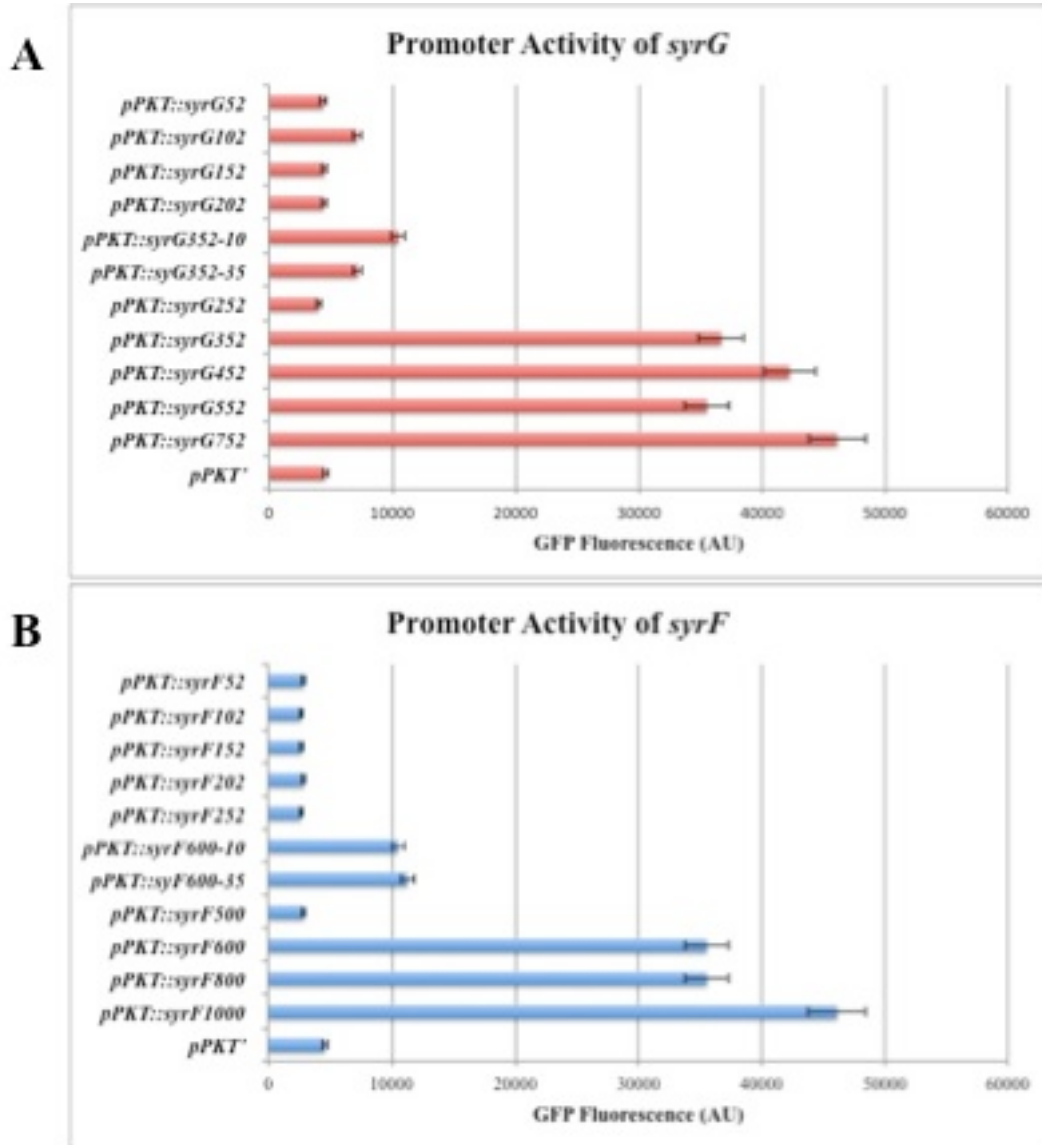 A
Promoter Activity of syrG
pPKT::syrG52
pPKT::syrG102
pPKT::syrG152
pPKT::syrG202
pPKT::syrG352-10
pPKT::syG352-35
pPKT::syrG252
pPKT::syrG352
pPKT::syrG452
pPKT::syrG552
pPKT::syrG752
pPKT'
0 10000 20000 30000 40000 50000 60000
GFP Fluorescence (AU)
B
Promoter Activity of syrF
pPKT::syrF52
pPKT::syrF102
pPKT::syrF152
pPKT::syrF202
pPKT::syrF252
pPKT::syrF600-10
pPKT::syF600-35
pPKT::syrF500
pPKT::syrF600
pPKT::syrF800
pPKT::syrF1000
pPKT'
0 10000 20000 30000 40000 50000 60000
GFP Fluorescence (AU)